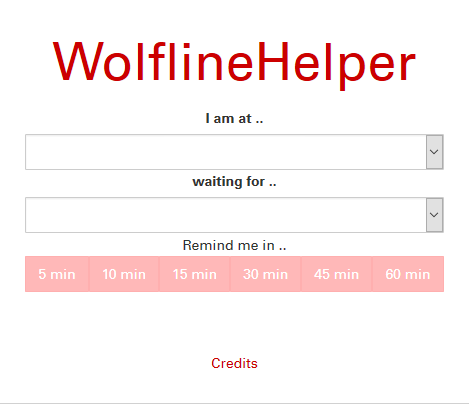 WolflineHelper
I am at ..
waiting for ..
Remind me in ..
5 min 10 min 15 min 30 min 45 min 60 min
Credits